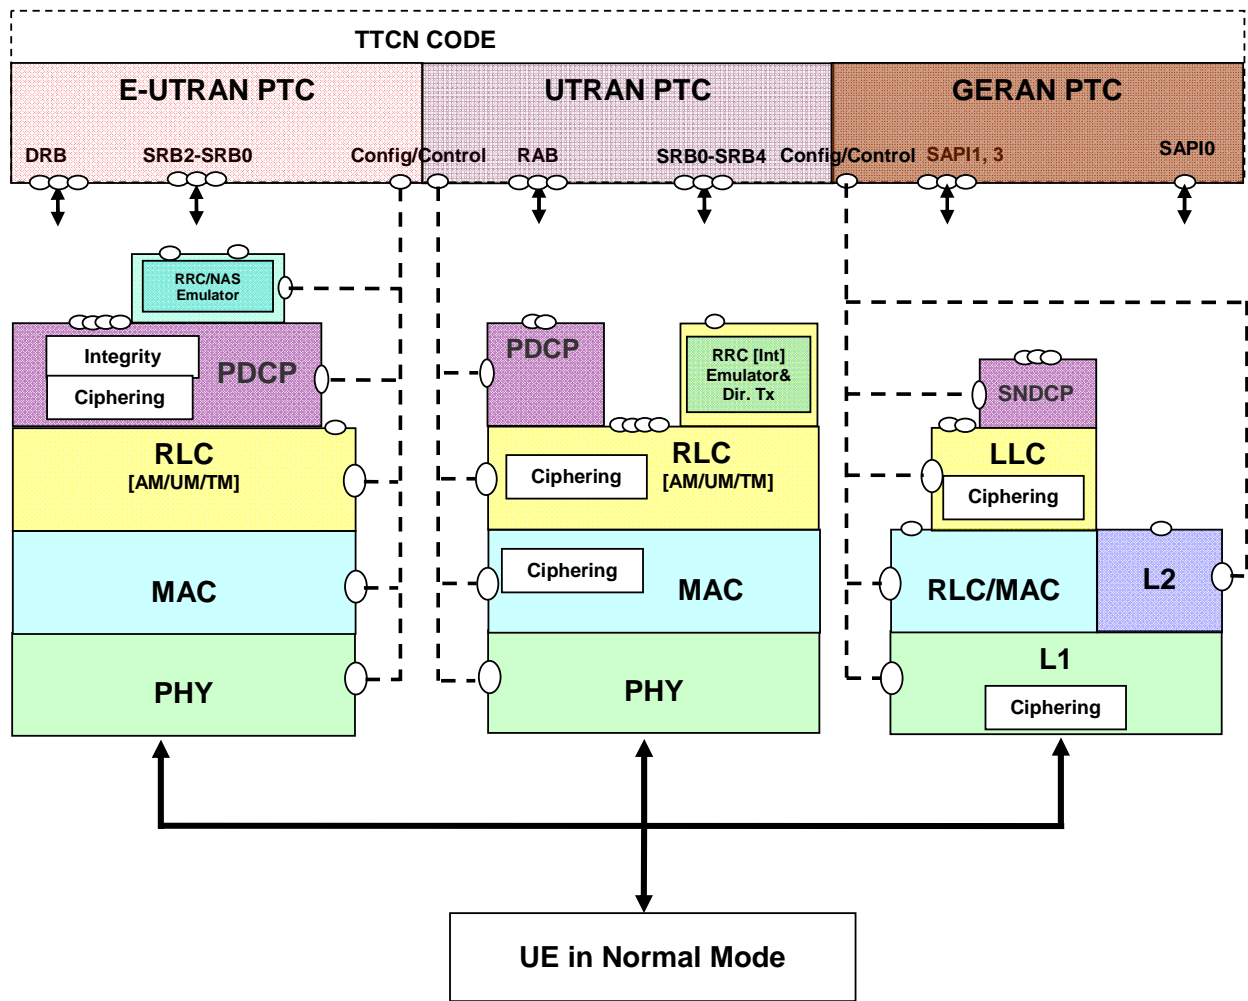 TTCN CODE
E-UTRAN PTC
UTRAN PTC
GERAN PTC
DRB
SRB2-SRB0
Config/Control
RAB
SRB0-SRB4
Config/Control
SAPI1, 3
SAPI0
RRC/NAS
Emulator
Integrity
PDCP
Ciphering
RLC
[AM/UM/TM]
MAC
PHY
PDCP
RRC [Int]
Emulator&
Dir. Tx
RLC
Ciphering
[AM/UM/TM]
Ciphering
MAC
PHY
SNDCP
LLC
Ciphering
RLC/MAC
L2
L1
Ciphering
UE in Normal Mode